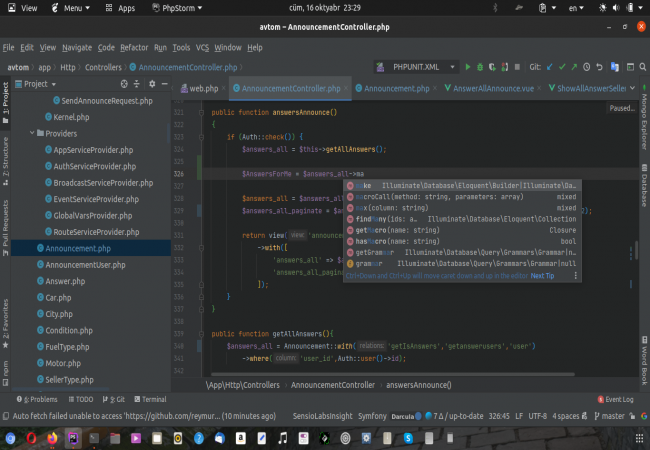 View Menu Apps PhpStorm cüm, 16 oktyabr 23:29 en
avtom – AnnouncementController.php
File Edit View Navigate Code Refactor Run Tools VCS Window Help
avtom app Http Controllers AnnouncementController.php PHPUNIT.XML Git:
Project web.php AnnouncementController.php Announcement.php AnswerAllAnnounce.vue ShowAllAnswerSeller
1: Project
7: Structure
Pull Requests
2: Favorites
npm
SendAnnounceRequest.php
Kernel.php
Providers
AppServiceProvider.php
AuthServiceProvider.php
BroadcastServiceProvider.php
EventServiceProvider.php
GlobalVarsProvider.php
RouteServiceProvider.php
Announcement.php
AnnouncementUser.php
Answer.php
Car.php
City.php
Condition.php
FuelType.php
Motor.php
SellerType.php
Paused...
321 public function answersAnnounce()
322 {
323 if (Auth::check()) {
324 $answers_all = $this->getAllAnswers();
325
326 $AnswersForMe = $answers_all->ma
make Illuminate\Database\Eloquent\Builder|Illuminate\Da...
macroCall(method: string, parameters: array) mixed
max(column: string) mixed
findMany(ids: a... Illuminate\Database\Eloquent\Collection
getMacro(name: string) Closure
hasMacro(name: string) bool
getGrammar Illuminate\Database\Query\Grammars\Grammar|n...
grammar Illuminate\Database\Query\Grammars\Grammar|null
Ctrl+Down and Ctrl+Up will move caret down and up in the editor Next Tip
$answers_all = $answers_al
329 $answers_all_paginate = $a
return view( view: 'announce
->with([
'answers_all' => $a
'answers_all_pagin
335 ]);
336 }
337 }
338
339 public function getAllAnswers(){
340 $answers_all = Announcement::with( relations: 'getIsAnswers','getanswerusers','user')
341 ->where( column: 'user_id',Auth::user()->id);
Mongo Explorer
Word Book
\App\Http\Controllers AnnouncementController answersAnnounce()
6: Problems TODO 9: Git Terminal Event Log
Auto fetch failed unable to access 'https://github.com/reymur... (10 minutes ago) SensioLabsInsight Symfony Darcula 7 Δ / up-to-date 326:45 LF UTF-8 4 spaces master